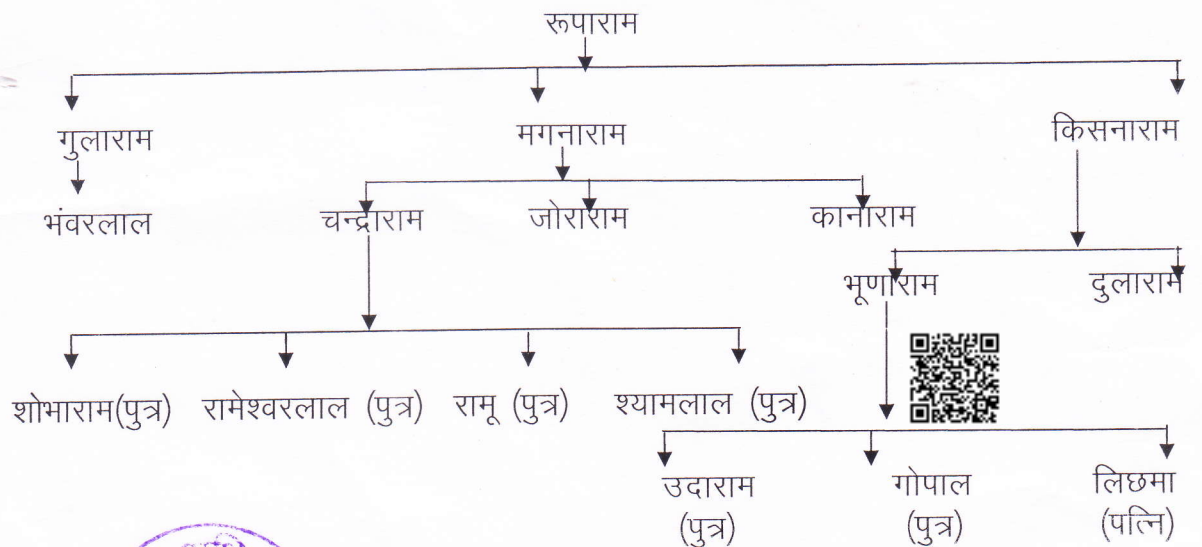 रूपाराम
गुलाराम मगनाराम किसनाराम
भंवरलाल चन्द्राराम जोराराम कानाराम
भूणाराम दुलाराम
शोभाराम(पुत्र) रामेश्वरलाल (पुत्र) रामू (पुत्र) श्यामलाल (पुत्र)
उदाराम गोपाल लिछमा
(पुत्र) (पुत्र) (पत्नि)